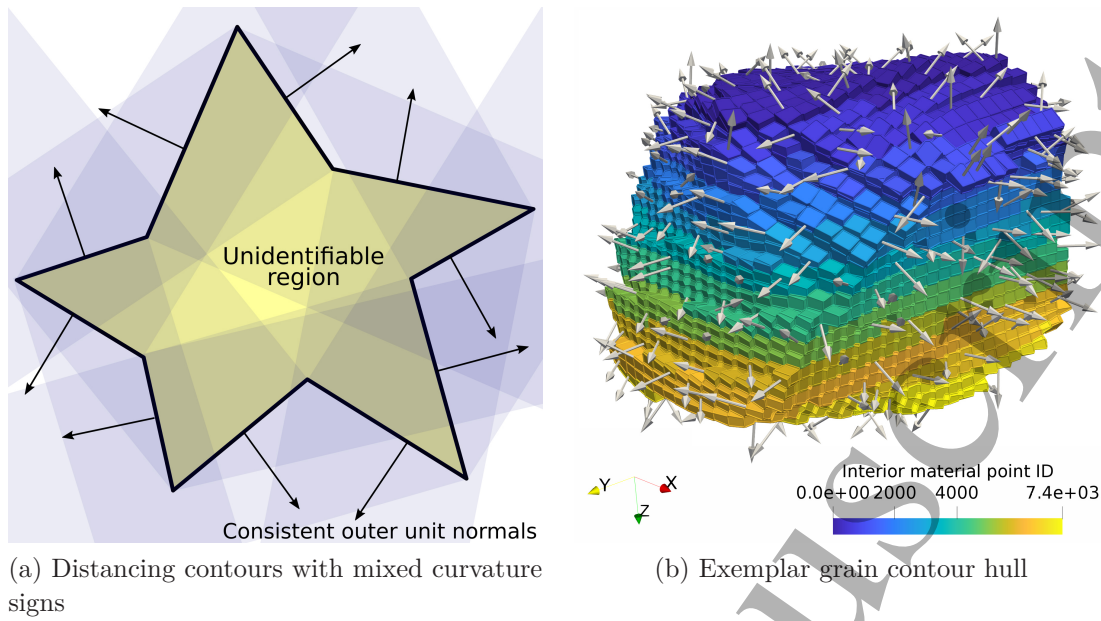 Unidentifiable
region
Consistent outer unit normals
Y
X
Z
Interior material point ID
0.0e+00 2000 4000 7.4e+03
(a) Distancing contours with mixed curvature
signs
(b) Exemplar grain contour hull